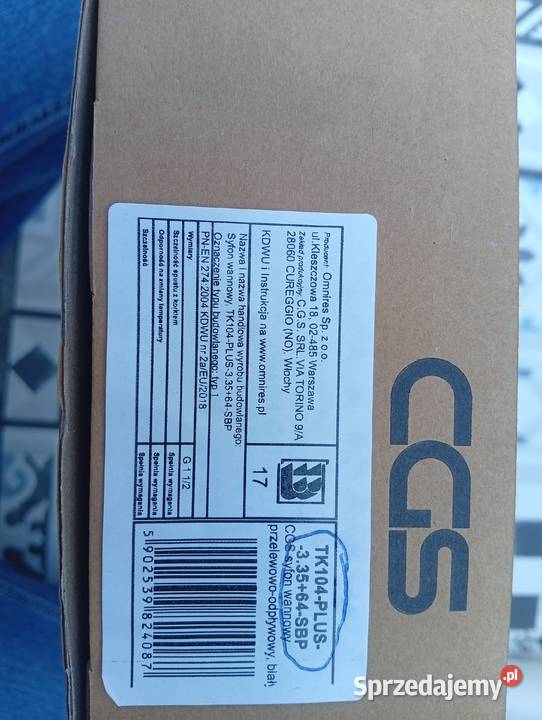 CGS
Producent: Omnires Sp. z o.o.
ul.Kleszczowa 18, 02-485 Warszawa
Zakład produkcyjny: C.G.S. SRL, VIA TORINO 9/A
28060 CUREGGIO (NO), Włochy
KDWU i instrukcja na www.omnires.pl
B
17
Nazwa i nazwa handlowa wyrobu budowlanego:
Syfon wannowy, TK104-PLUS-3.35+64-SBP
Oznaczenie typu budowlanego: typ 1
PN-EN 274:2004 KDWU nr 2a/EU/2018
Wymiary G 1 1/2
Szczelność spustu z korkiem Spełnia wymagania
Odporność na zmiany temperatury Spełnia wymagania
Szczelność Spełnia wymagania
TK104-PLUS-
-3.35+64-SBP
CGS syfon wannowy
przelewowo-odpływowy, biały
5 902539 824087
Sprzedajemy.pl